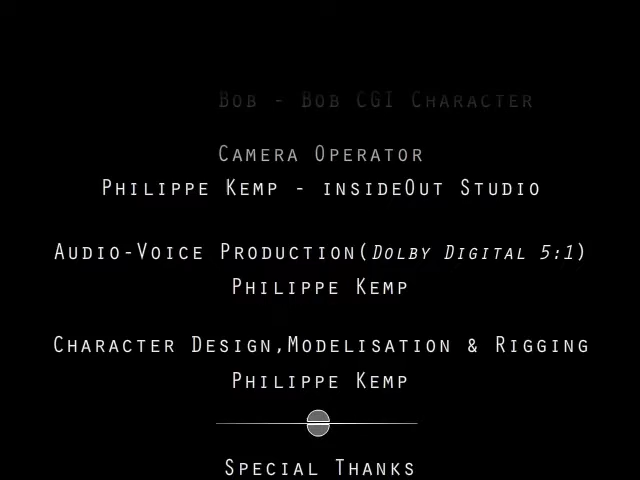 Bob - Bob CGI Character
Camera Operator
Philippe Kemp - insideOut Studio
Audio-Voice Production(Dolby Digital 5:1)
Philippe Kemp
Character Design,Modelisation & Rigging
Philippe Kemp
Special Thanks